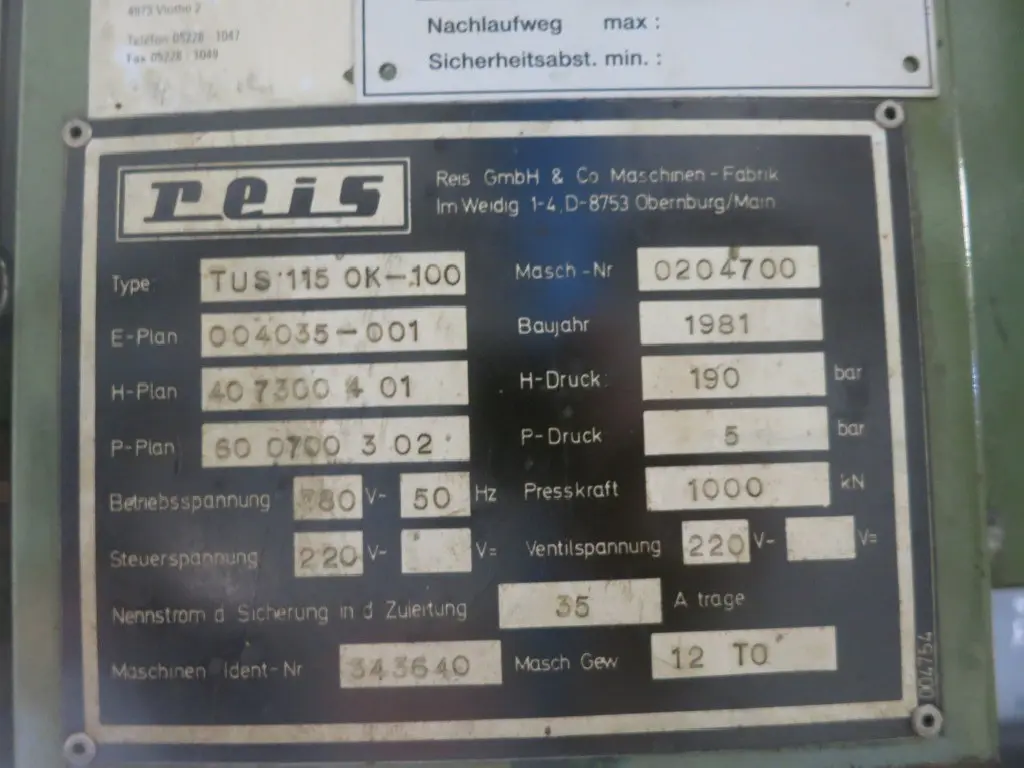 4973 Vlotho 2
Telefon 05228 · 1047
Fax 05228 · 1049
Nachlaufweg max :
Sicherheitsabst. min. :
reis
Reis GmbH & Co Maschinen-Fabrik
Im Weidig 1-4, D-8753 Obernburg/Main
Type TUS 115 OK-100 Masch-Nr 0204700
E-Plan 004035-001 Baujahr 1981
H-Plan 40 7300 4 01 H-Druck 190 bar
P-Plan 60 0700 3 02 P-Druck 5 bar
Betriebsspannung V~ 50 Hz Presskraft 1000 kN
Steuerspannung 220 V~ V= Ventilspannung 220 V~ V=
Nennstrom d Sicherung in d Zuleitung 35 A träge
Maschinen Ident-Nr 343640 Masch Gew 12 TO
004754